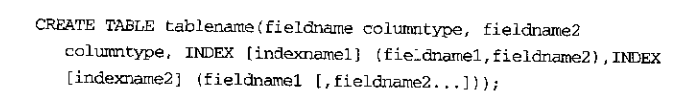 CREATE TABLE tablename(fieldname columntype, fieldname2
columntype, INDEX [indexname1] (fieldname1,fieldname2),INDEX
[indexname2] (fieldname1 [,fieldname2...]));